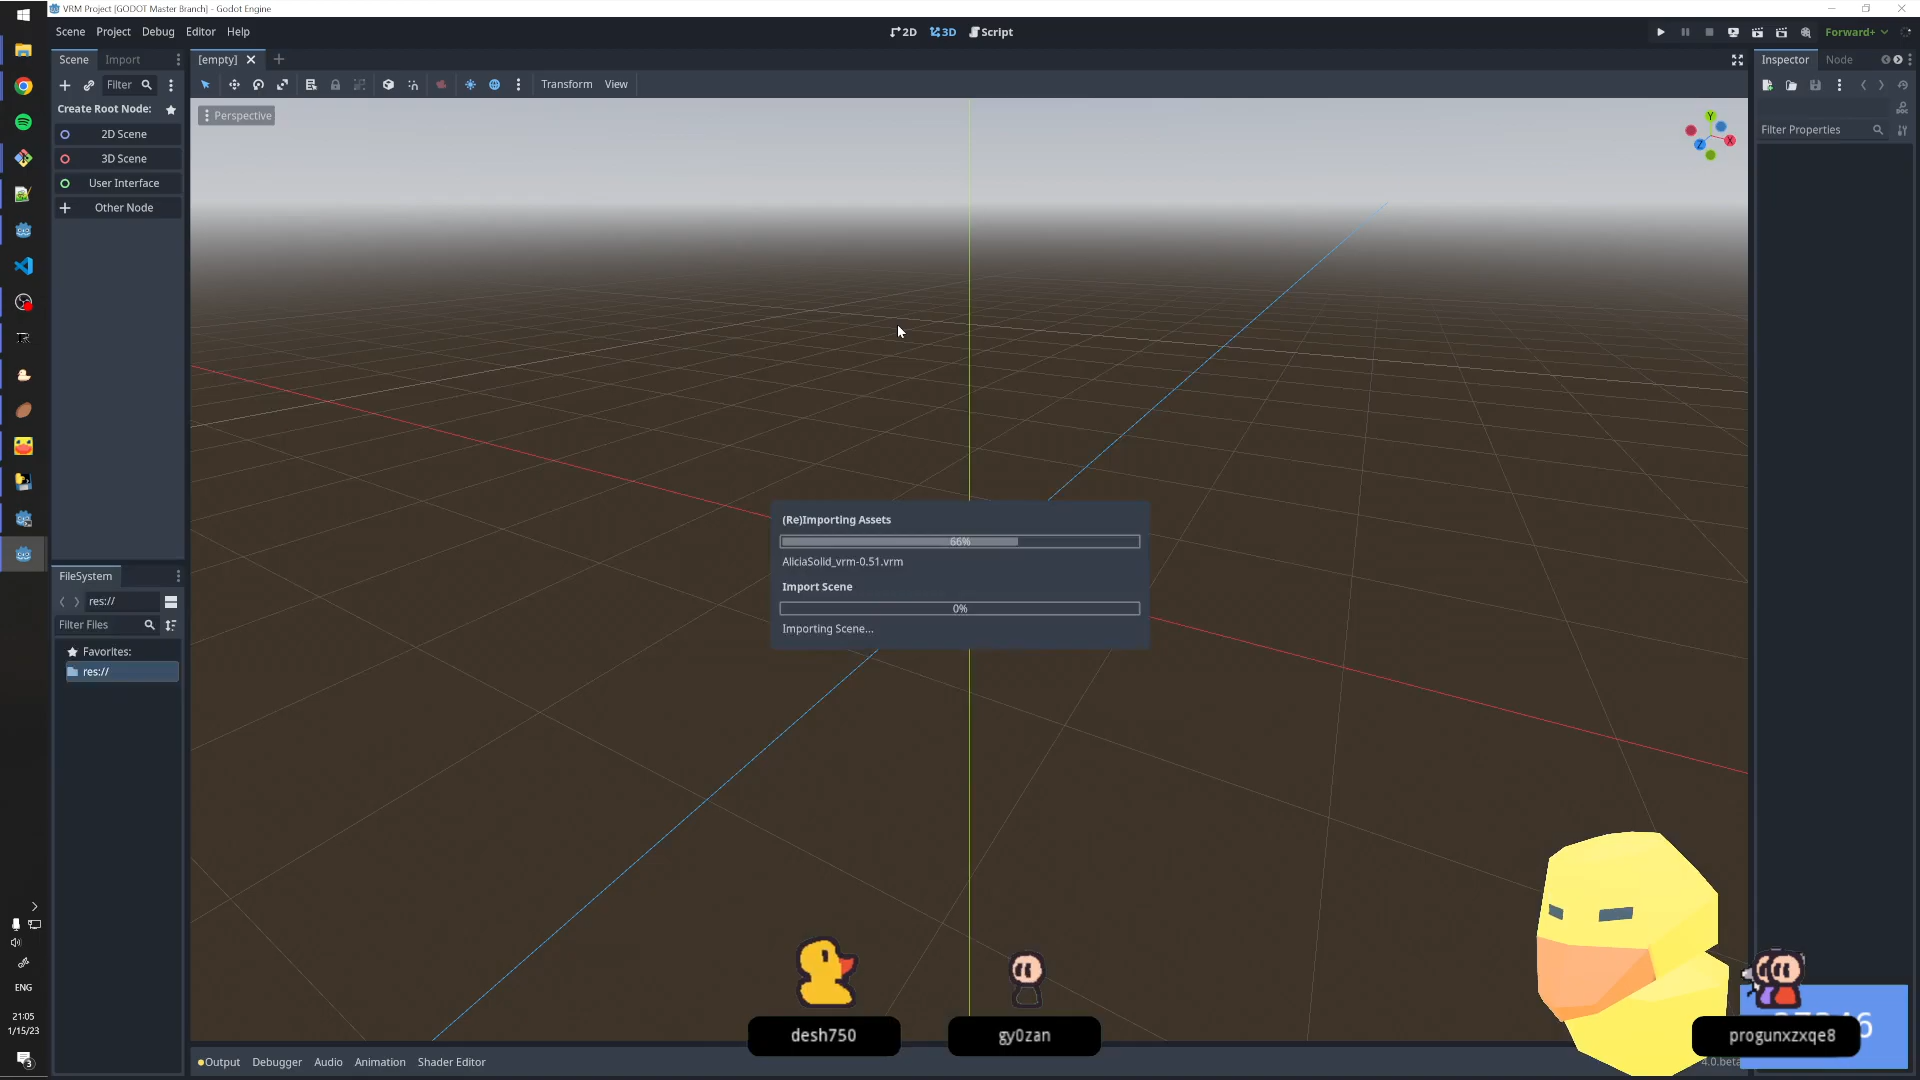 VRM Project [GODOT Master Branch] - Godot Engine
Scene Project Debug Editor Help
2D 3D Script
Forward+
Scene Import
[empty]
Inspector Node
Filter
Transform View
Create Root Node:
Perspective
2D Scene
3D Scene
User Interface
Other Node
Filter Properties
Y
X
Z
(Re)Importing Assets
66%
AliciaSolid_vrm-0.51.vrm
Import Scene
0%
Importing Scene...
FileSystem
res://
Filter Files
Favorites:
res://
ENG
21:05
1/15/23
3
desh750
gy0zan
progunxzxqe8
Output Debugger Audio Animation Shader Editor
4.0.beta